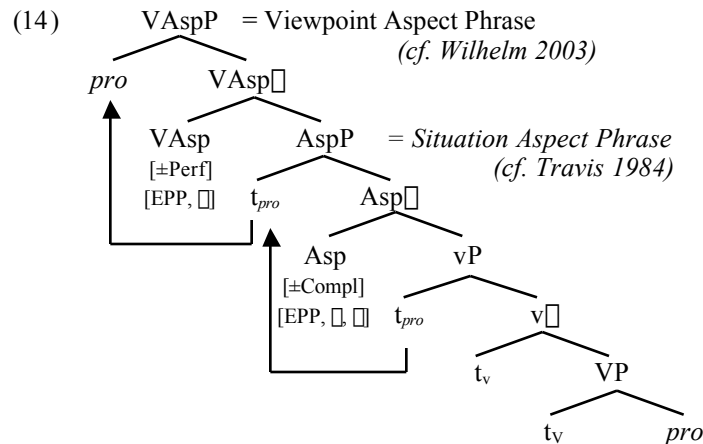 (14) VAspP = Viewpoint Aspect Phrase
(cf. Wilhelm 2003)
pro VAsp▯
VAsp AspP = Situation Aspect Phrase
[±Perf] (cf. Travis 1984)
[EPP, ▯] t_pro Asp▯
Asp vP
[±Compl]
[EPP, ▯, ▯] t_pro v▯
t_v VP
t_V pro